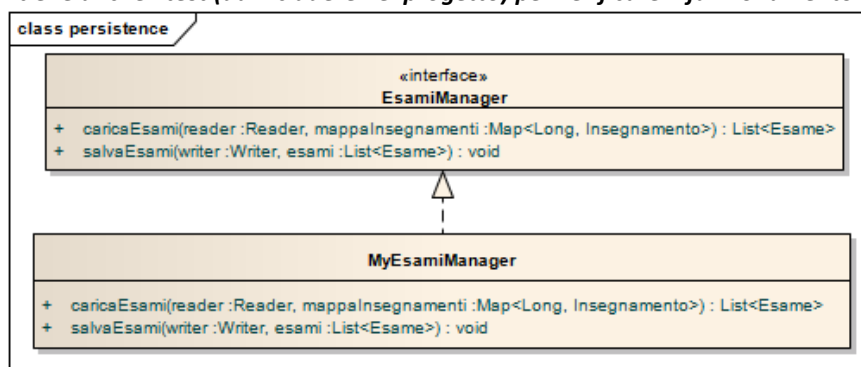 class persistence
«interface»
EsamiManager
+ caricaEsami(reader :Reader, mappaInsegnamenti :Map<Long, Insegnamento>) : List<Esame>
+ salvaEsami(writer :Writer, esami :List<Esame>) : void
MyEsamiManager
+ caricaEsami(reader :Reader, mappaInsegnamenti :Map<Long, Insegnamento>) : List<Esame>
+ salvaEsami(writer :Writer, esami :List<Esame>) : void